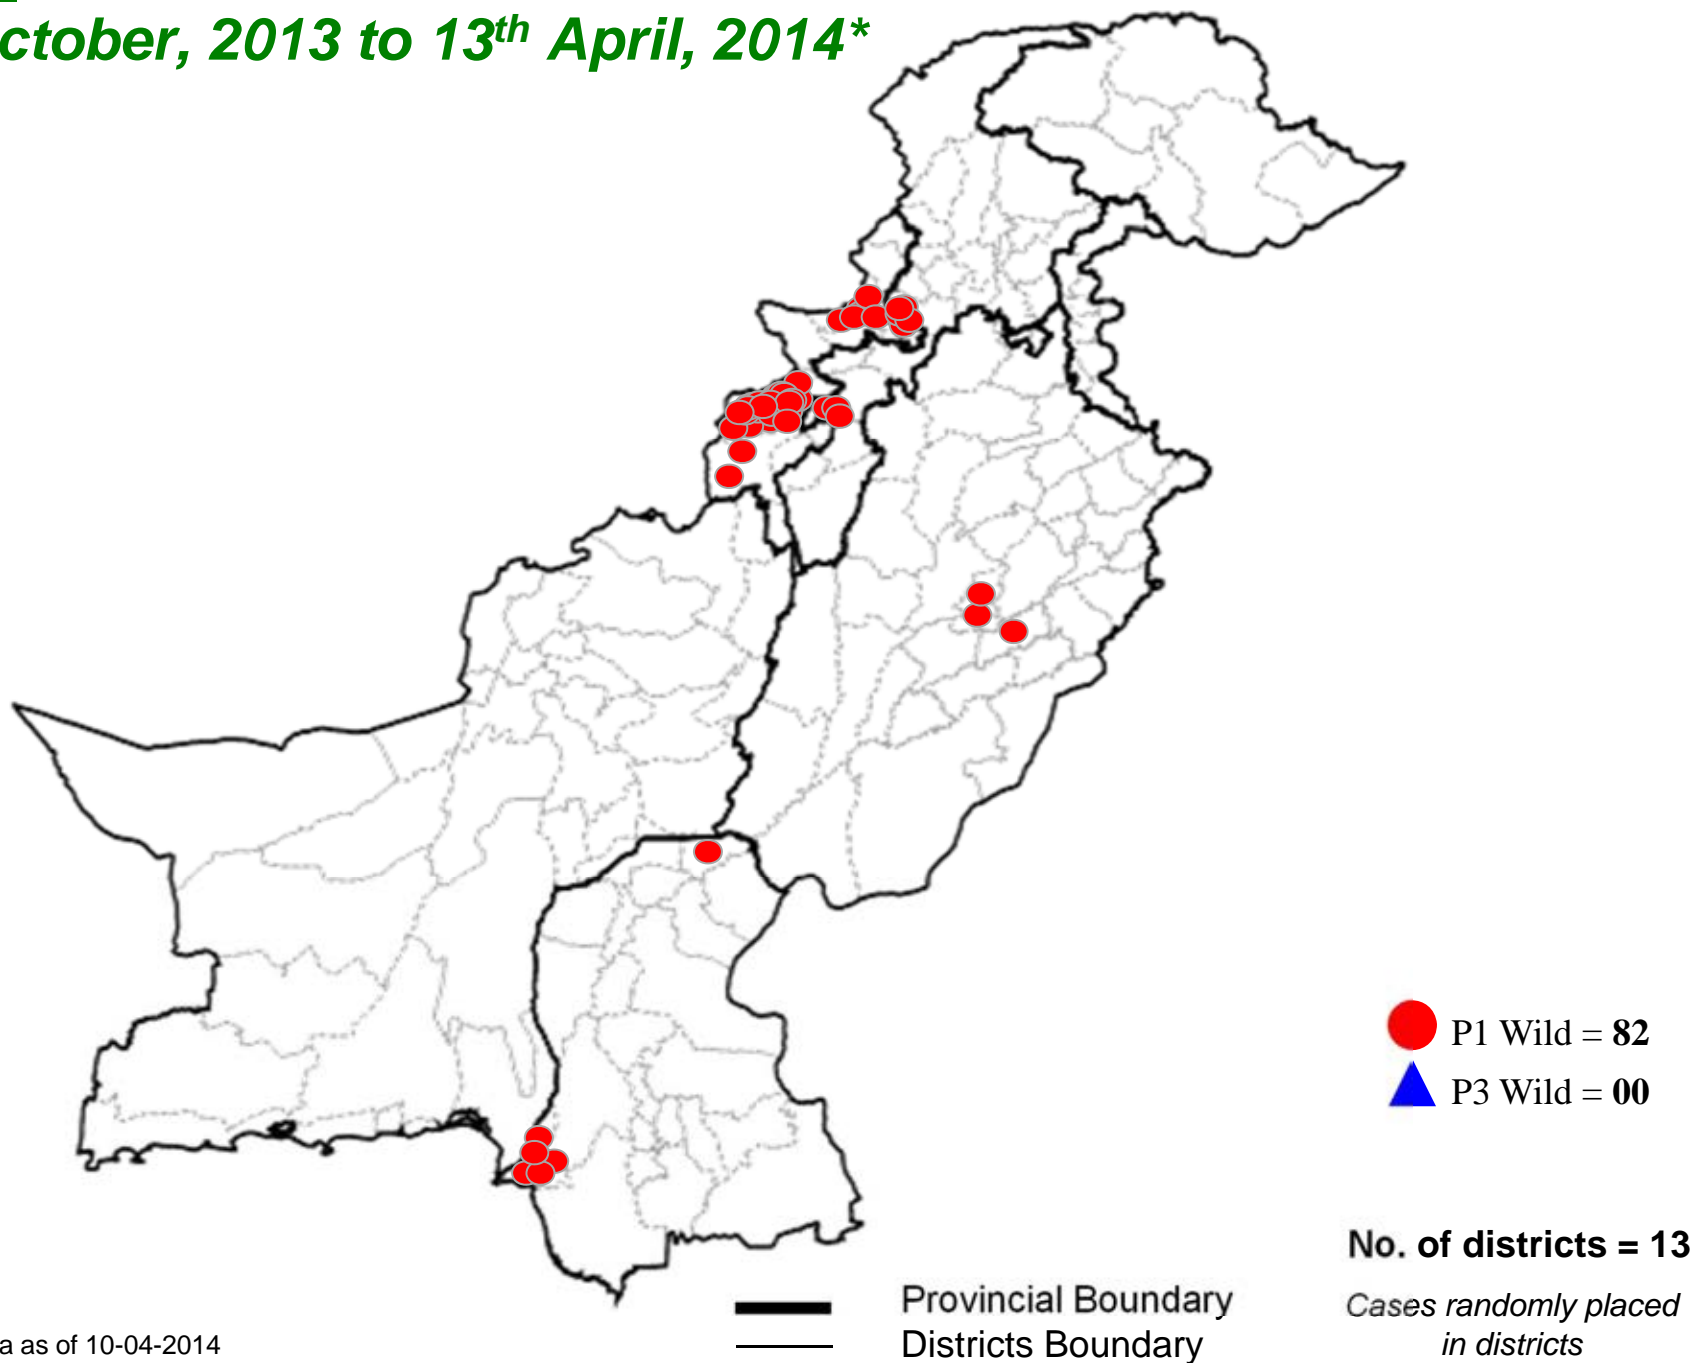 ctober, 2013 to 13th April, 2014*
P1 Wild = 82
P3 Wild = 00
No. of districts = 13
Cases randomly placed
in districts
Provincial Boundary
Districts Boundary
a as of 10-04-2014